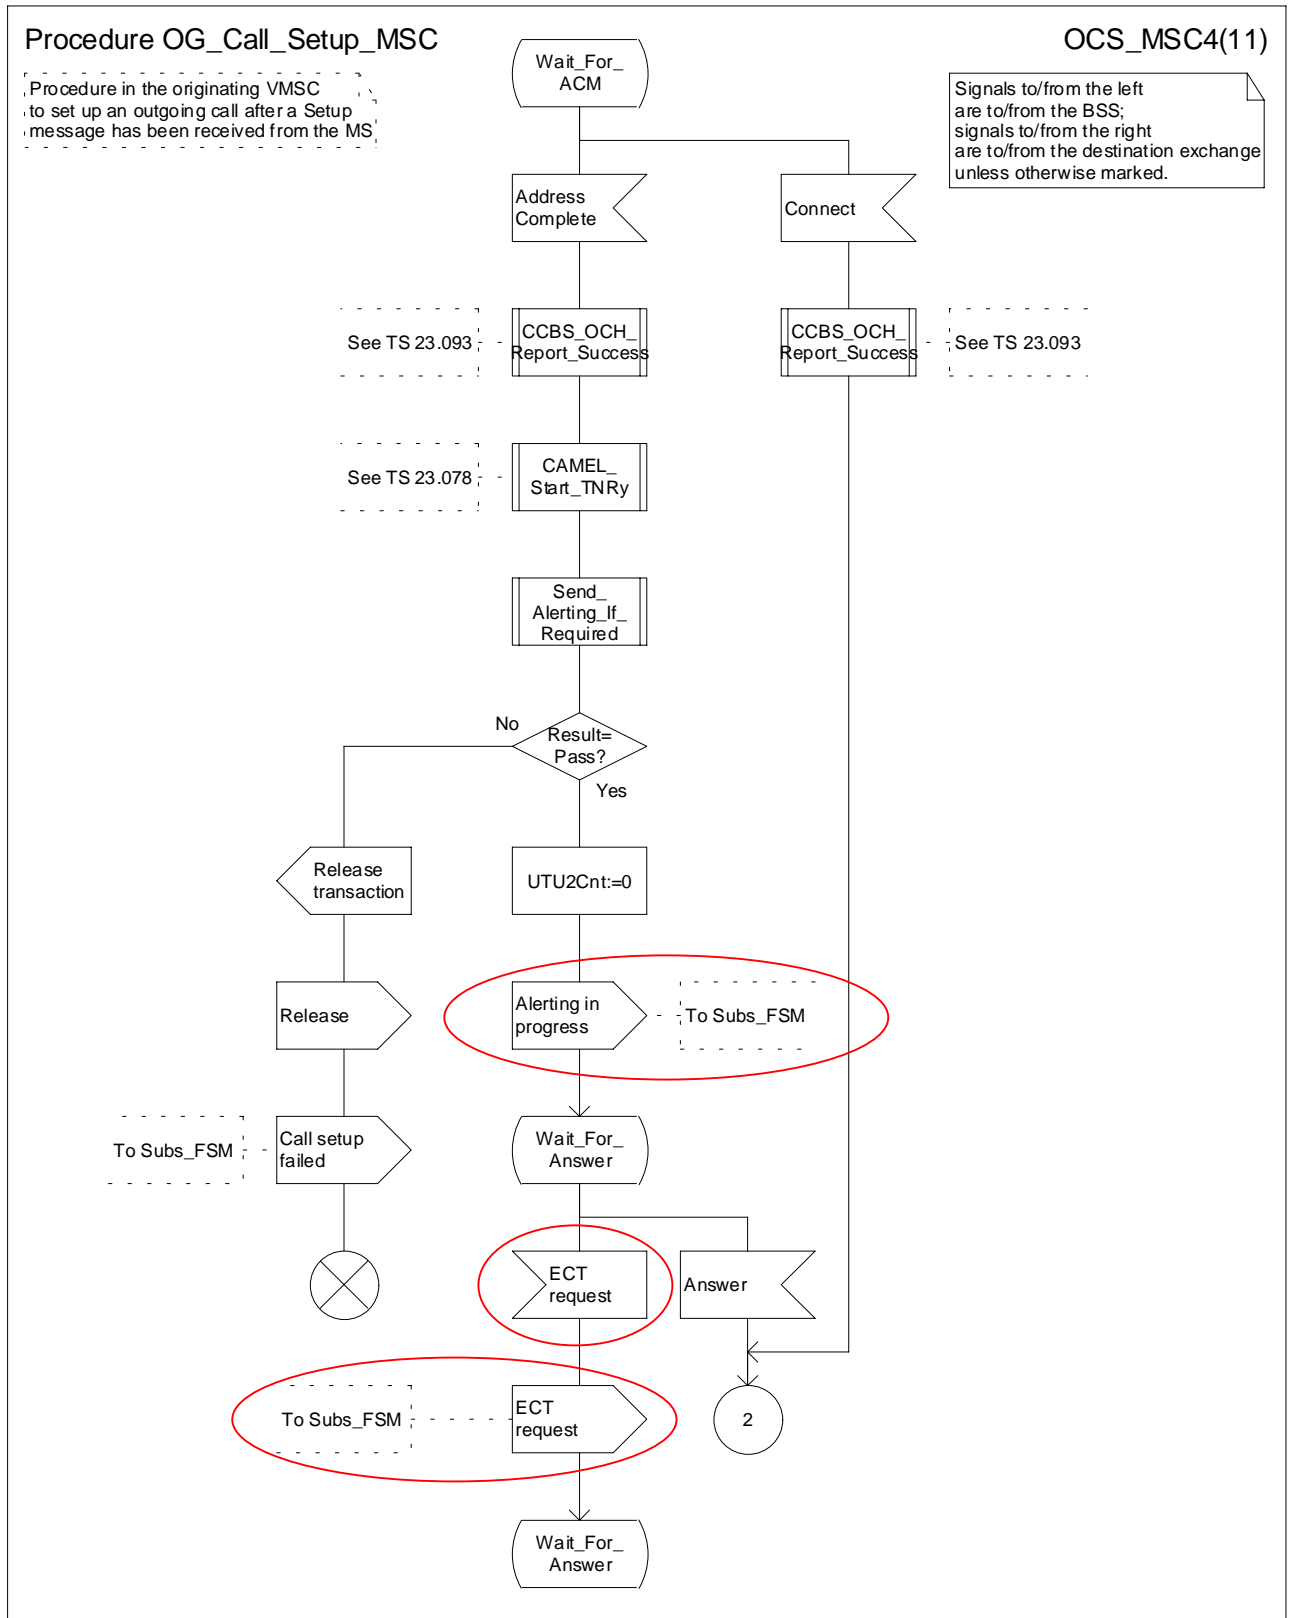 Procedure OG_Call_Setup_MSC
OCS_MSC4(11)
Procedure in the originating VMSC
to set up an outgoing call after a Setup
message has been received from the MS
Signals to/from the left
are to/from the BSS;
signals to/from the right
are to/from the destination exchange
unless otherwise marked.
Wait_For_
ACM
Address
Complete
Connect
See TS 23.093
CCBS_OCH_
Report_Success
CCBS_OCH_
Report_Success
See TS 23.093
See TS 23.078
CAMEL_
Start_TNRy
Send_
Alerting_If_
Required
No
Result=
Pass?
Yes
Release
transaction
UTU2Cnt:=0
Release
Alerting in
progress
To Subs_FSM
To Subs_FSM
Call setup
failed
Wait_For_
Answer
ECT
request
Answer
To Subs_FSM
ECT
request
2
Wait_For_
Answer